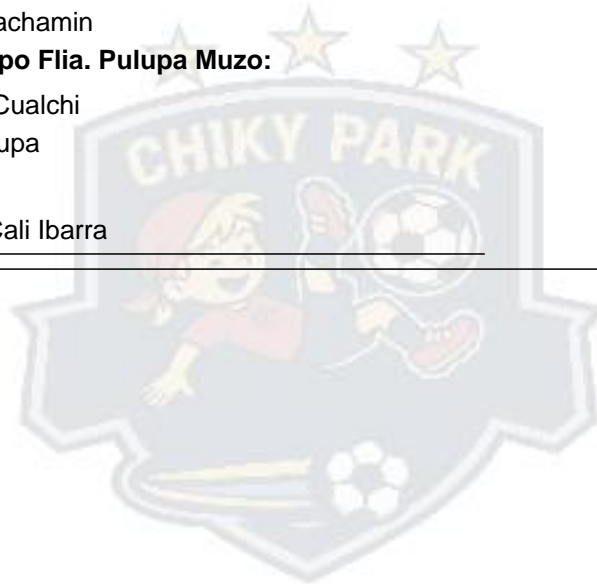 achamin
po Flia. Pulupa Muzo:
Cualchi
upa
Cali Ibarra
CHIKY PARK